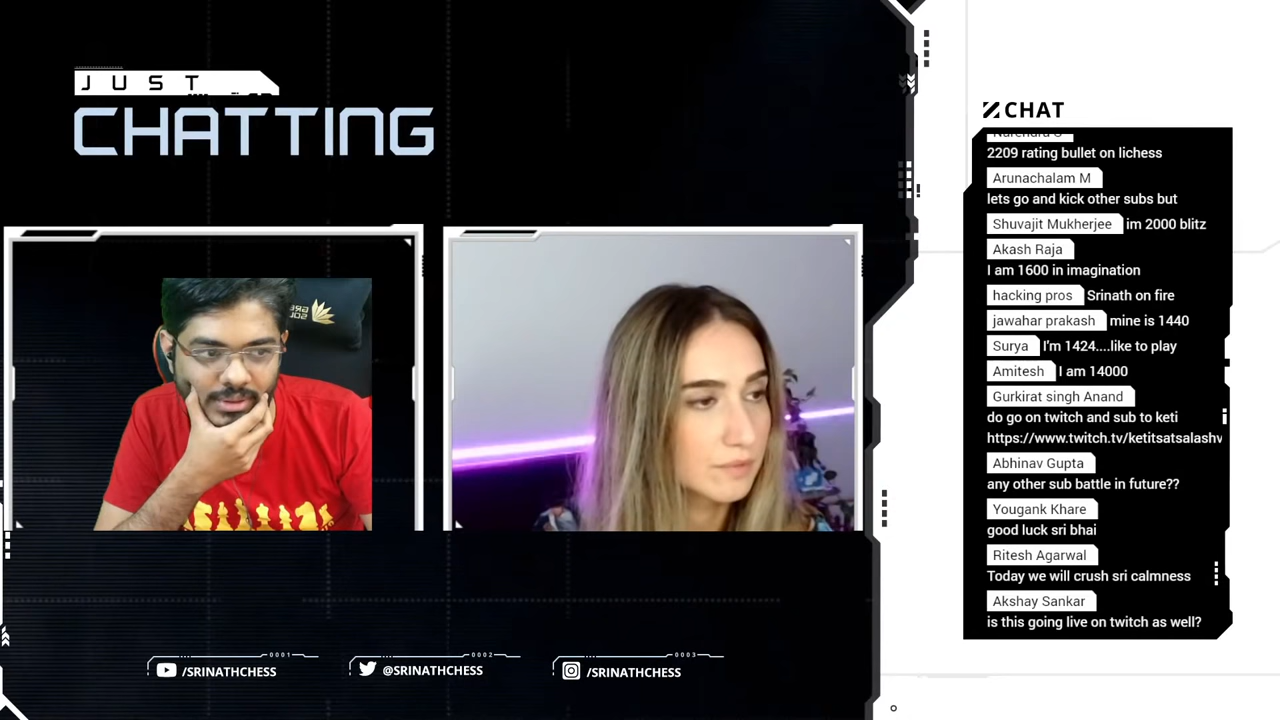 JUST
CHATTING
CHAT
2209 rating bullet on lichess
Arunachalam M
lets go and kick other subs but
Shuvajit Mukherjee im 2000 blitz
Akash Raja
I am 1600 in imagination
hacking pros Srinath on fire
jawahar prakash mine is 1440
Surya I'm 1424....like to play
Amitesh I am 14000
Gurkirat singh Anand
do go on twitch and sub to keti
https://www.twitch.tv/ketitsatsalashv
Abhinav Gupta
any other sub battle in future??
Yougank Khare
good luck sri bhai
Ritesh Agarwal
Today we will crush sri calmness
Akshay Sankar
is this going live on twitch as well?
0001
/SRINATHCHESS
0002
@SRINATHCHESS
0003
/SRINATHCHESS